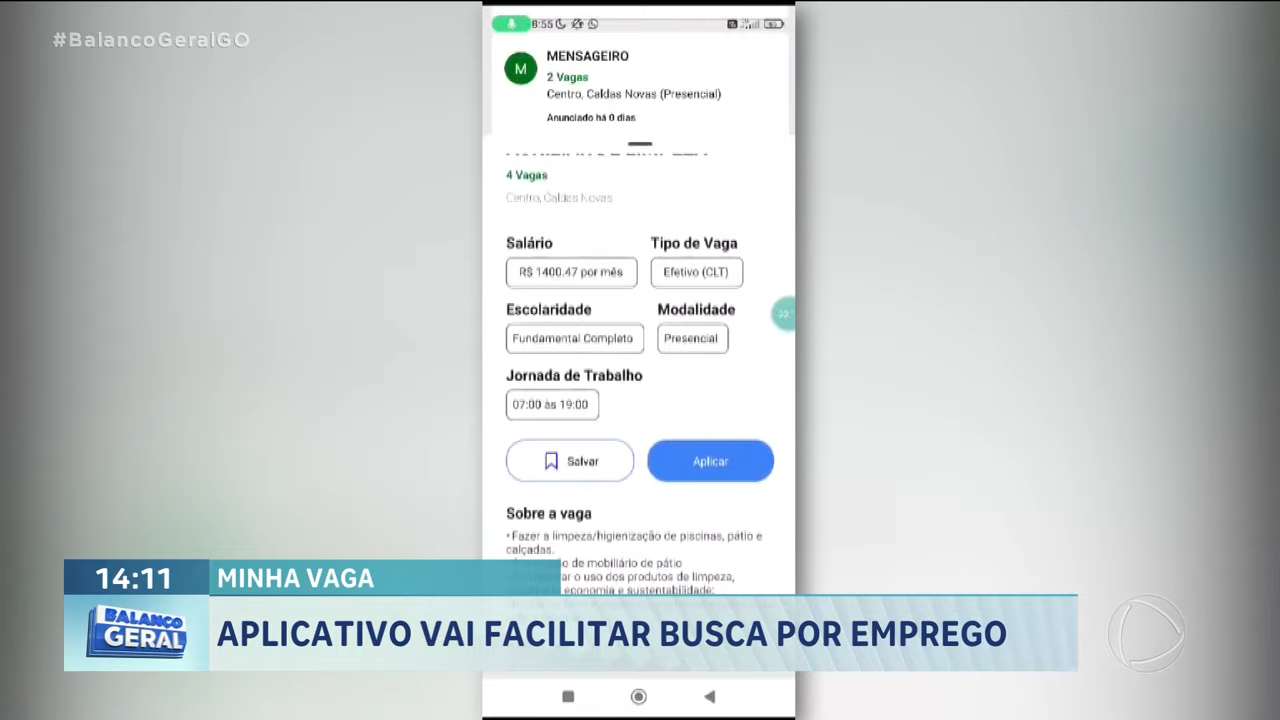 #BalancoGeralGO
8:55
M
MENSAGEIRO
2 Vagas
Centro, Caldas Novas (Presencial)
Anunciado há 0 dias
4 Vagas
Centro, Caldas Novas
Salário
Tipo de Vaga
R$ 1400.47 por mês
Efetivo (CLT)
Escolaridade
Modalidade
Fundamental Completo
Presencial
Jornada de Trabalho
07:00 às 19:00
Salvar
Aplicar
Sobre a vaga
• Fazer a limpeza/higienização de piscinas, pátio e
calçadas.
de mobiliário de pátio
o uso dos produtos de limpeza,
economia e sustentabilidade;
14:11
MINHA VAGA
BALANÇO
GERAL
APLICATIVO VAI FACILITAR BUSCA POR EMPREGO